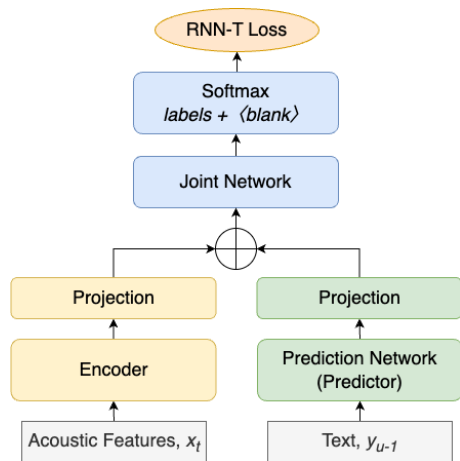 RNN-T Loss
Softmax
labels + ⟨blank⟩
Joint Network
Projection
Projection
Encoder
Prediction Network
(Predictor)
Acoustic Features, xₜ
Text, yᵤ₋₁